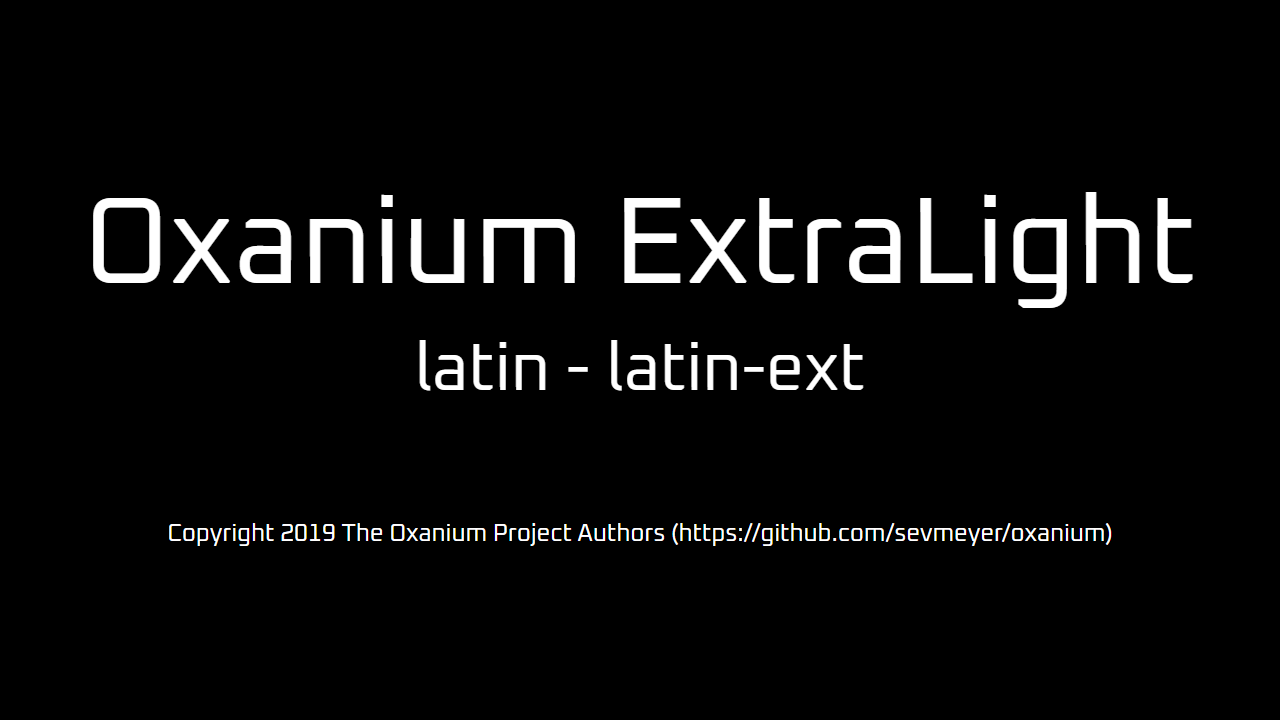 Oxanium ExtraLight
latin - latin-ext
Copyright 2019 The Oxanium Project Authors (https://github.com/sevmeyer/oxanium)